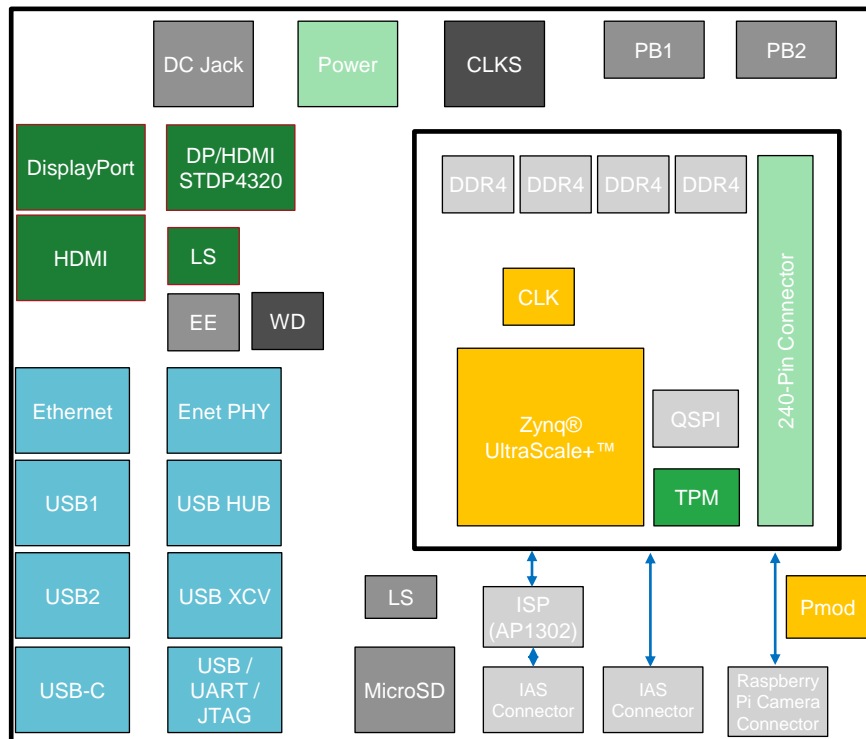 DC Jack
Power
CLKS
PB1
PB2
DisplayPort
DP/HDMI
STDP4320
HDMI
LS
EE
WD
DDR4
DDR4
DDR4
DDR4
CLK
240-Pin Connector
Zynq®
UltraScale+™
QSPI
TPM
Ethernet
Enet PHY
USB1
USB HUB
USB2
USB XCV
USB-C
USB /
UART /
JTAG
LS
ISP
(AP1302)
Pmod
MicroSD
IAS
Connector
IAS
Connector
Raspberry
Pi Camera
Connector